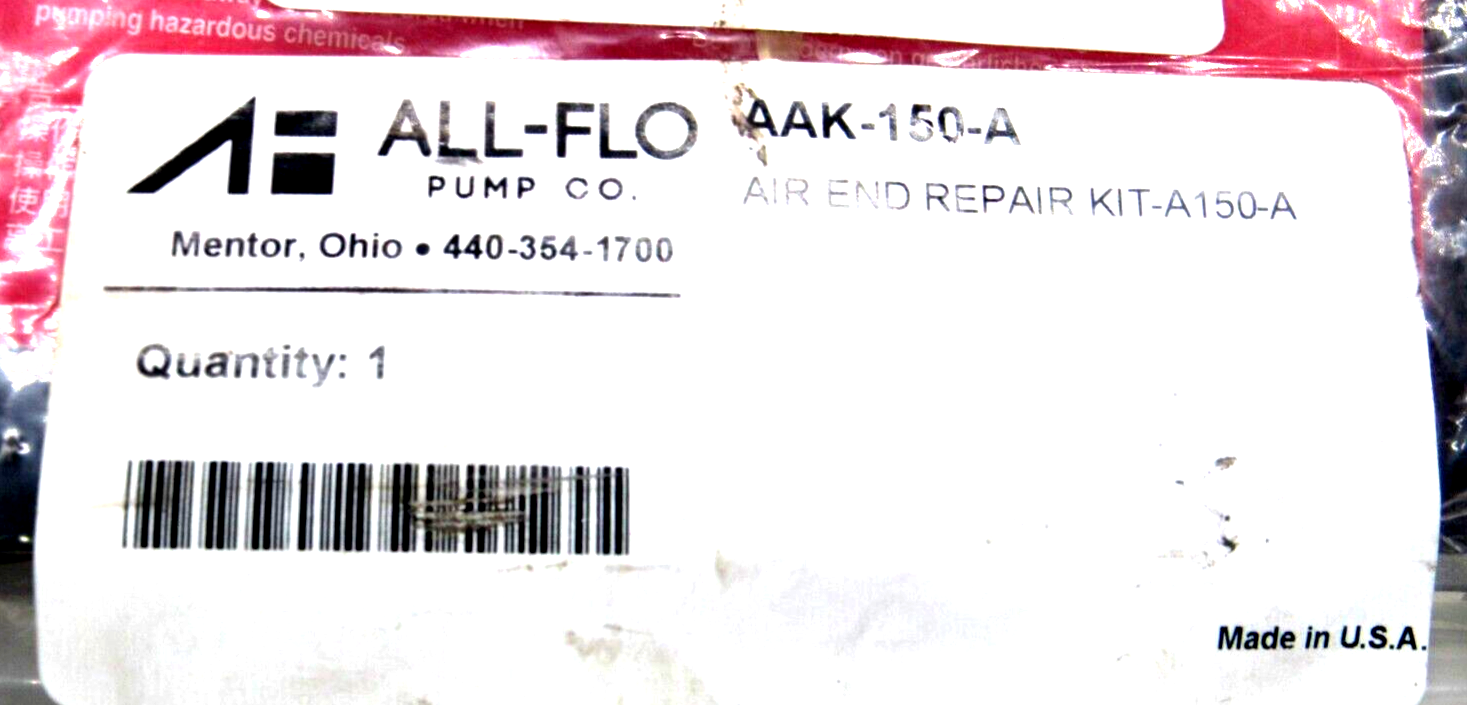 pumping hazardous chemicals
ALL-FLO
PUMP CO.
Mentor, Ohio • 440-354-1700
AAK-150-A
AIR END REPAIR KIT-A150-A
Quantity: 1
Made in U.S.A.